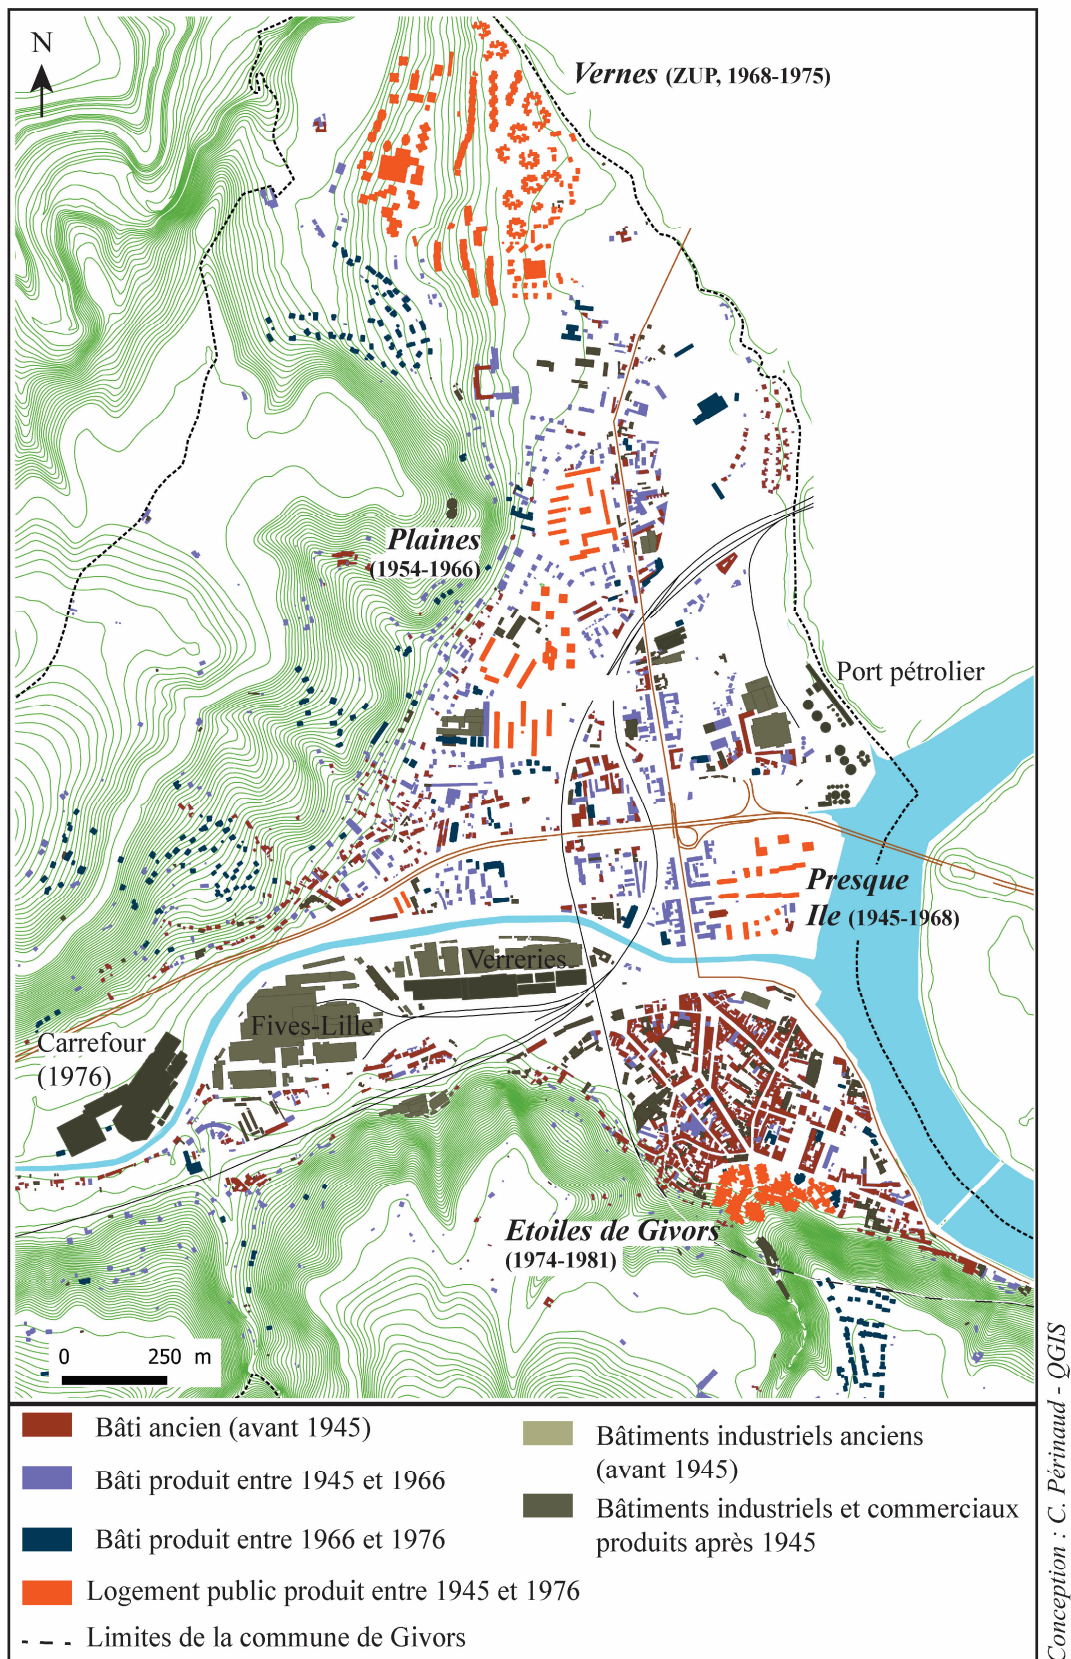 N
Vernes (ZUP, 1968-1975)
Plaines
(1954-1966)
Port pétrolier
Presque
Ile (1945-1968)
Verreries
Fives-Lille
Carrefour
(1976)
Etoiles de Givors
(1974-1981)
0 250 m
Bâti ancien (avant 1945)
Bâti produit entre 1945 et 1966
Bâti produit entre 1966 et 1976
Logement public produit entre 1945 et 1976
Limites de la commune de Givors
Bâtiments industriels anciens
(avant 1945)
Bâtiments industriels et commerciaux
produits après 1945
Conception : C. Périnaud - QGIS